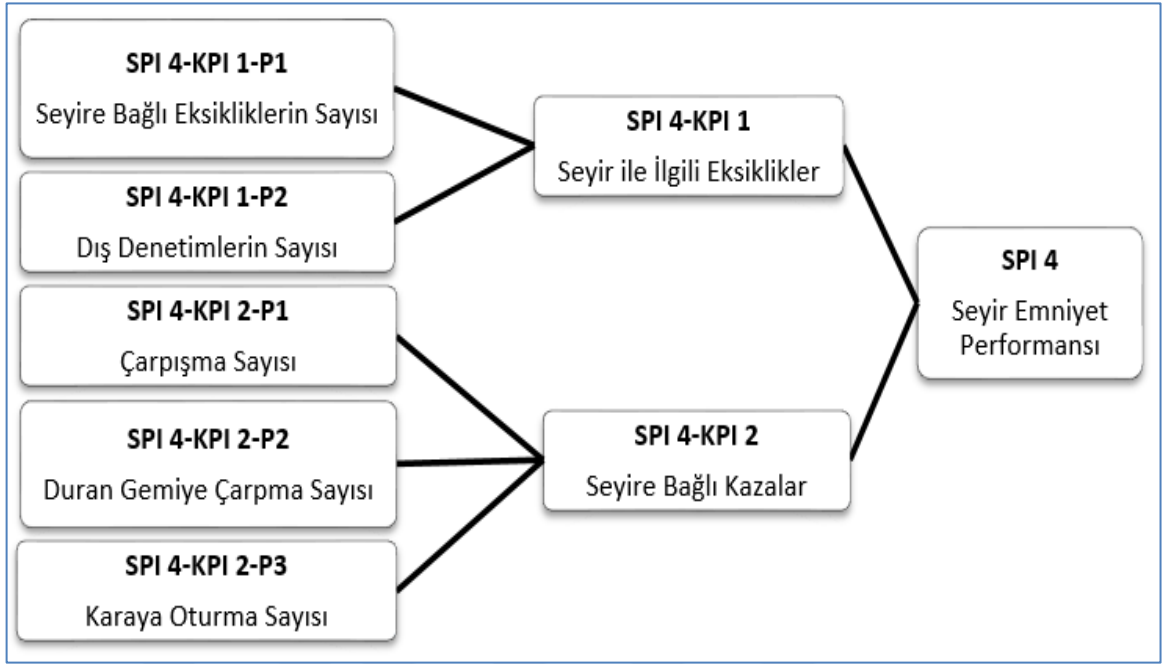 SPI 4-KPI 1-P1
Seyire Bağlı Eksikliklerin Sayısı
SPI 4-KPI 1-P2
Dış Denetimlerin Sayısı
SPI 4-KPI 2-P1
Çarpışma Sayısı
SPI 4-KPI 2-P2
Duran Gemiye Çarpma Sayısı
SPI 4-KPI 2-P3
Karaya Oturma Sayısı
SPI 4-KPI 1
Seyir ile İlgili Eksiklikler
SPI 4-KPI 2
Seyire Bağlı Kazalar
SPI 4
Seyir Emniyet
Performansı